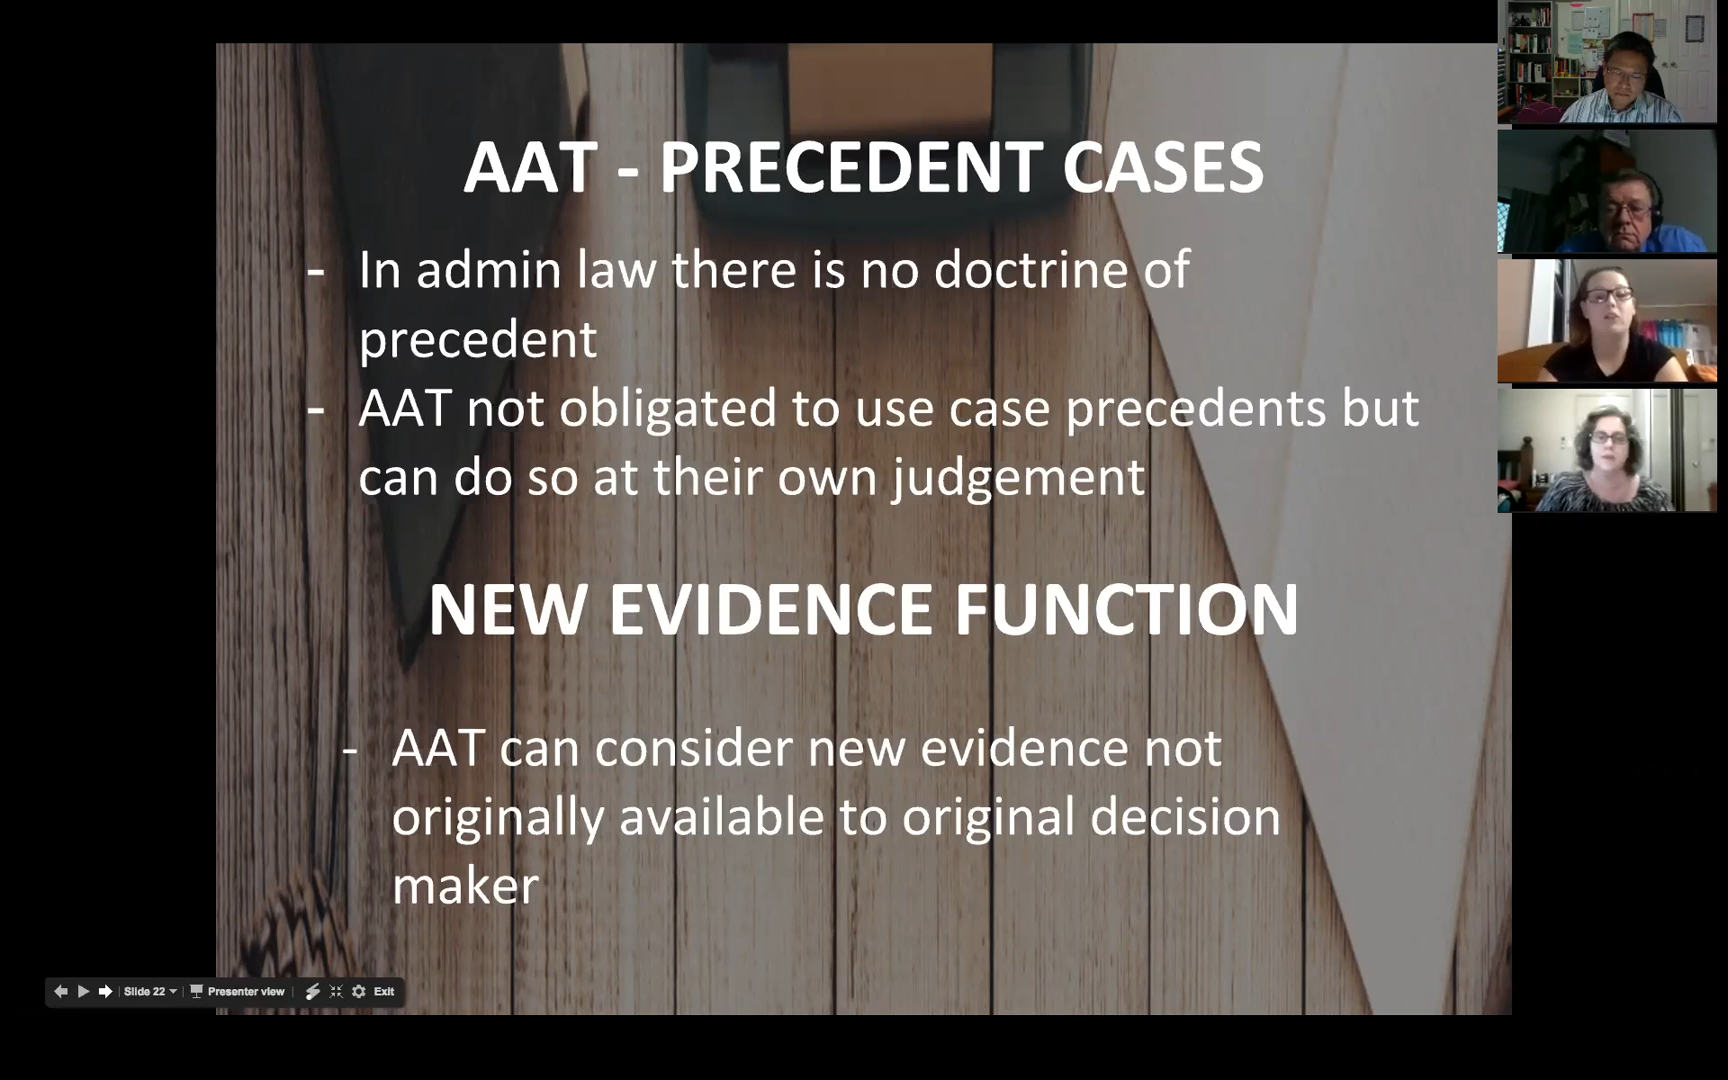 AAT - PRECEDENT CASES
- In admin law there is no doctrine of
precedent
- AAT not obligated to use case precedents but
can do so at their own judgement
NEW EVIDENCE FUNCTION
- AAT can consider new evidence not
originally available to original decision
maker
Slide 22
Presenter view
Exit